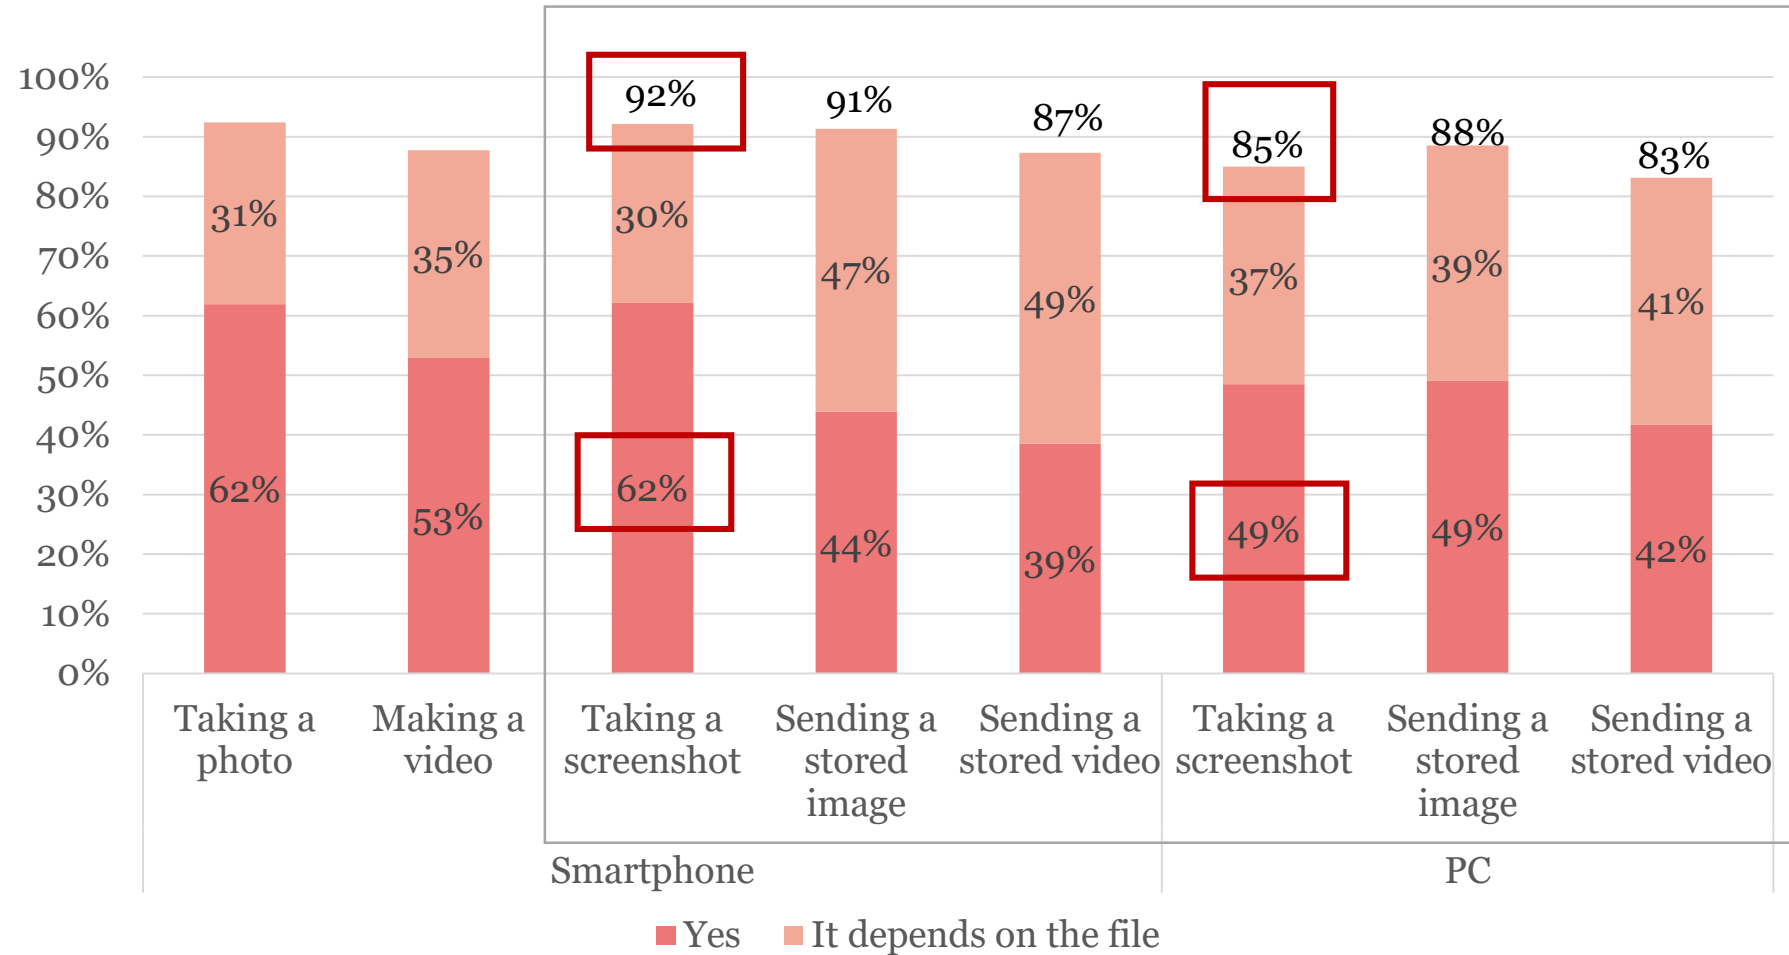 100%
90%
80%
70%
60%
50%
40%
30%
20%
10%
0%
92%
91%
87%
85%
88%
83%
31%
35%
30%
47%
49%
37%
39%
41%
62%
53%
62%
44%
39%
49%
49%
42%
Taking a
photo
Making a
video
Taking a
screenshot
Sending a
stored
image
Sending a
stored video
Taking a
screenshot
Sending a
stored
image
Sending a
stored video
Smartphone
PC
Yes
It depends on the file